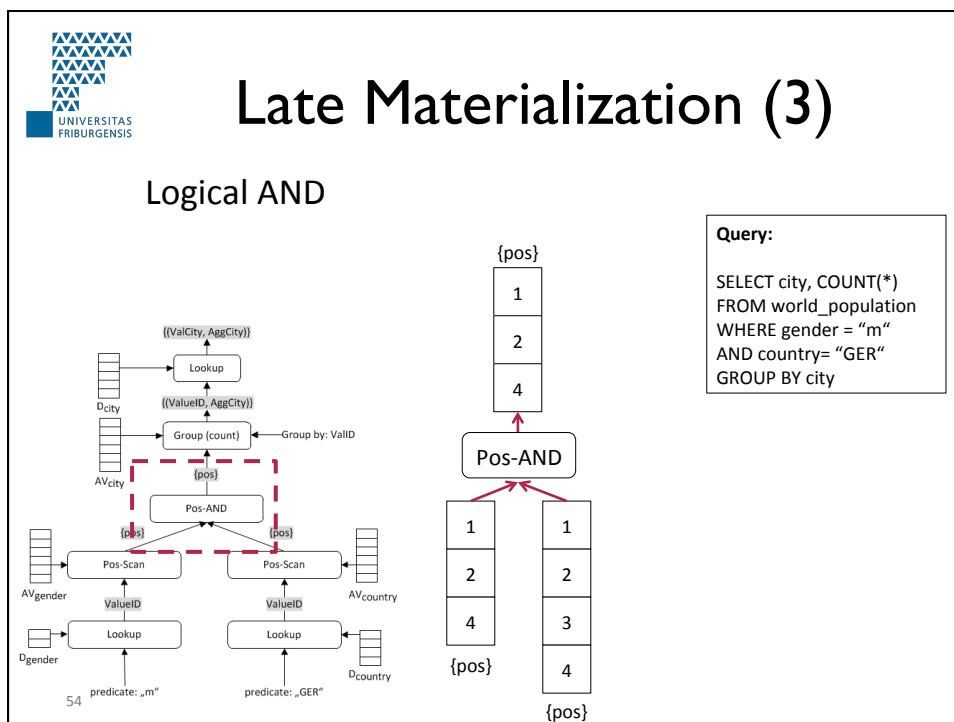 UNIVERSITAS
FRIBURGENSIS
Late Materialization (3)
Logical AND
Query:
SELECT city, COUNT(*)
FROM world_population
WHERE gender = “m“
AND country= “GER“
GROUP BY city
{(ValCity, AggCity)}
Lookup
Dcity
{(ValueID, AggCity)}
Group (count)
Group by: ValID
AVcity
{pos}
Pos-AND
{pos}
{pos}
Pos-Scan
Pos-Scan
AVgender
AVcountry
ValueID
ValueID
Lookup
Lookup
Dgender
Dcountry
predicate: „m“
predicate: „GER“
{pos}
1
2
4
Pos-AND
1
2
4
{pos}
1
2
3
4
{pos}
54